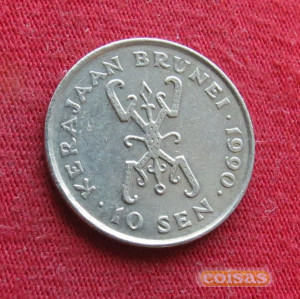 KERAJAAN BRUNEI · 1990 ·
10 SEN
coisas